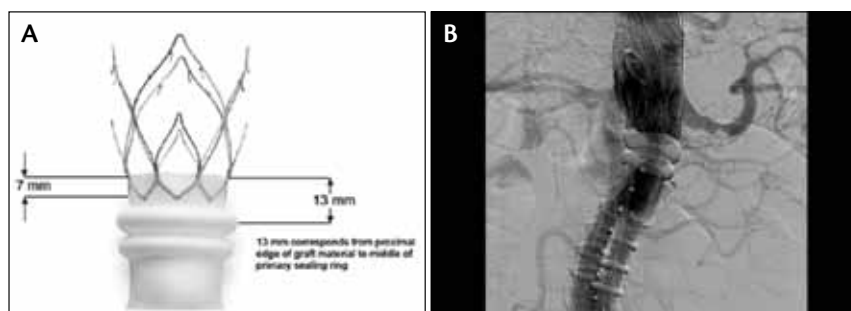 A
B
7 mm
13 mm
13 mm corresponds from proximal
edge of graft material to middle of
primary sealing ring